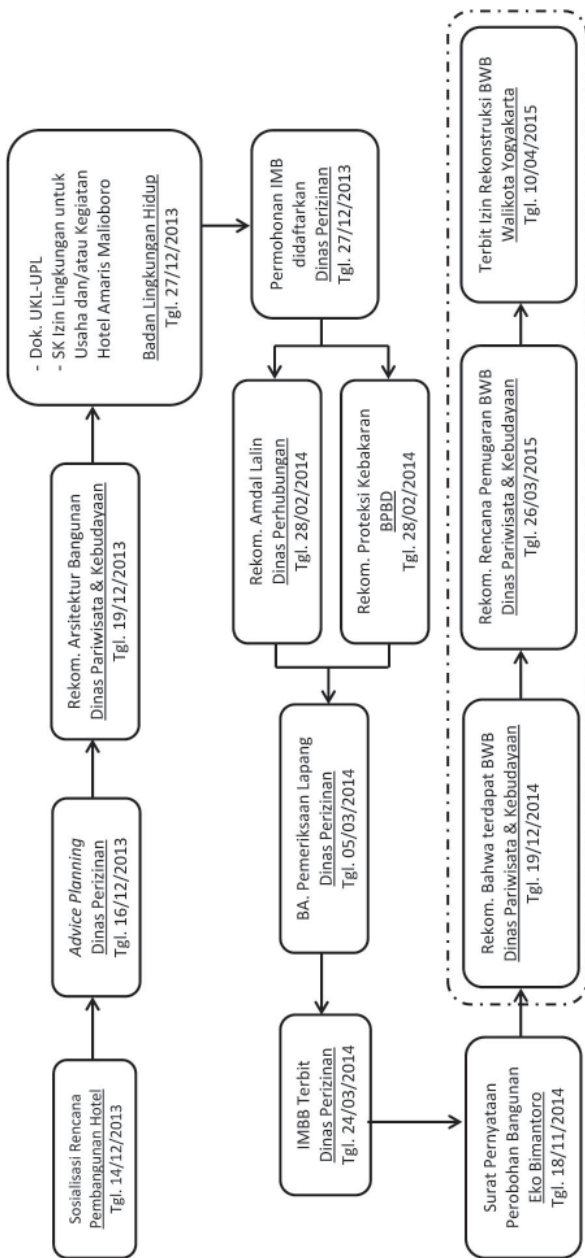 Sosialisasi Rencana
Pembangunan Hotel
Tgl. 14/12/2013
Advice Planning
Dinas Perizinan
Tgl. 16/12/2013
Rekom. Arsitektur Bangunan
Dinas Pariwisata & Kebudayaan
Tgl. 19/12/2013
- Dok. UKL-UPL
- SK Izin Lingkungan untuk
Usaha dan/atau Kegiatan
Hotel Amaris Malioboro
Badan Lingkungan Hidup
Tgl. 27/12/2013
Permohonan IMB
didaftarkan
Dinas Perizinan
Tgl. 27/12/2013
Rekom. Amdal Lalin
Dinas Perhubungan
Tgl. 28/02/2014
Rekom. Proteksi Kebakaran
BPBD
Tgl. 28/02/2014
BA. Pemeriksaan Lapang
Dinas Perizinan
Tgl. 05/03/2014
IMBB Terbit
Dinas Perizinan
Tgl. 24/03/2014
Surat Pernyataan
Perobohan Bangunan
Eko Bimantoro
Tgl. 18/11/2014
Rekom. Bahwa terdapat BWB
Dinas Pariwisata & Kebudayaan
Tgl. 19/12/2014
Rekom. Rencana Pemugaran BWB
Dinas Pariwisata & Kebudayaan
Tgl. 26/03/2015
Terbit Izin Rekonstruksi BWB
Walikota Yogyakarta
Tgl. 10/04/2015